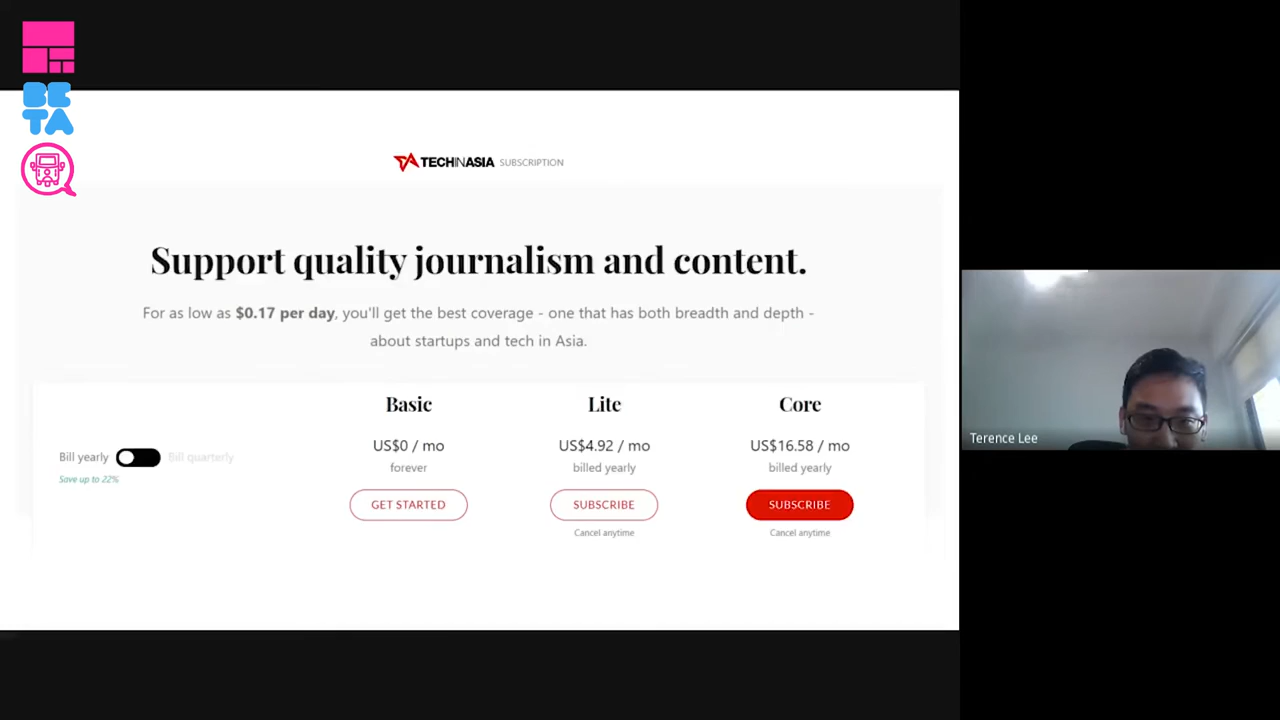 BE
TA
TECHINASIA SUBSCRIPTION
Support quality journalism and content.
For as low as $0.17 per day, you'll get the best coverage - one that has both breadth and depth -
about startups and tech in Asia.
Bill yearly Bill quarterly
Save up to 22%
Basic
US$0 / mo
forever
GET STARTED
Lite
US$4.92 / mo
billed yearly
SUBSCRIBE
Cancel anytime
Core
US$16.58 / mo
billed yearly
SUBSCRIBE
Cancel anytime
Terence Lee